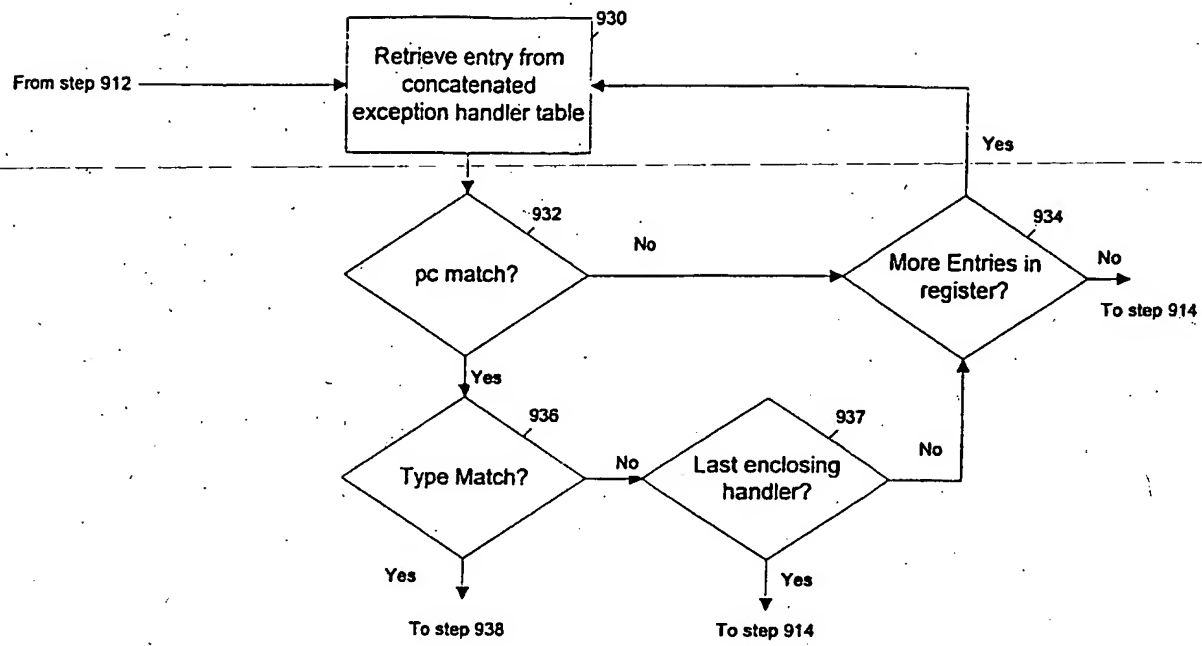 930
Retrieve entry from
concatenated
exception handler table
From step 912
Yes
932
934
No
pc match?
More Entries in
register?
No
To step 914
Yes
936
937
Type Match?
No
Last enclosing
handler?
No
Yes
Yes
To step 938
To step 914